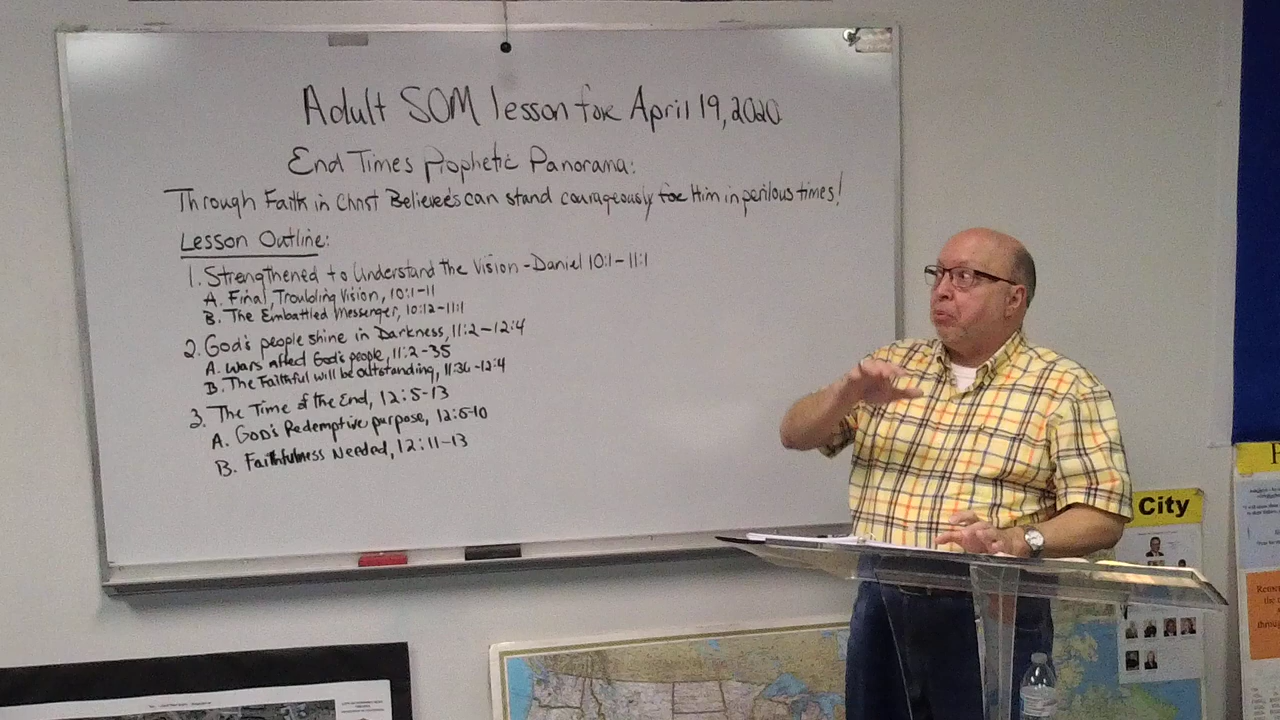 Adult SOM lesson for April 19, 2020
End Times Prophetic Panorama:
Through Faith in Christ Believers can stand courageously for Him in perilous times!
Lesson Outline:
1. Strengthened to Understand the Vision - Daniel 10:1-11:1
A. Final, Troubling Vision, 10:1-11
B. The Embattled Messenger, 10:12-11:1
2. God's people shine in Darkness, 11:2-12:4
A. Wars affect God's people, 11:2-35
B. The Faithful will be outstanding, 11:36-12:4
3. The Time of the End, 12:5-13
A. God's Redemptive purpose, 12:5-10
B. Faithfulness Needed, 12:11-13
City